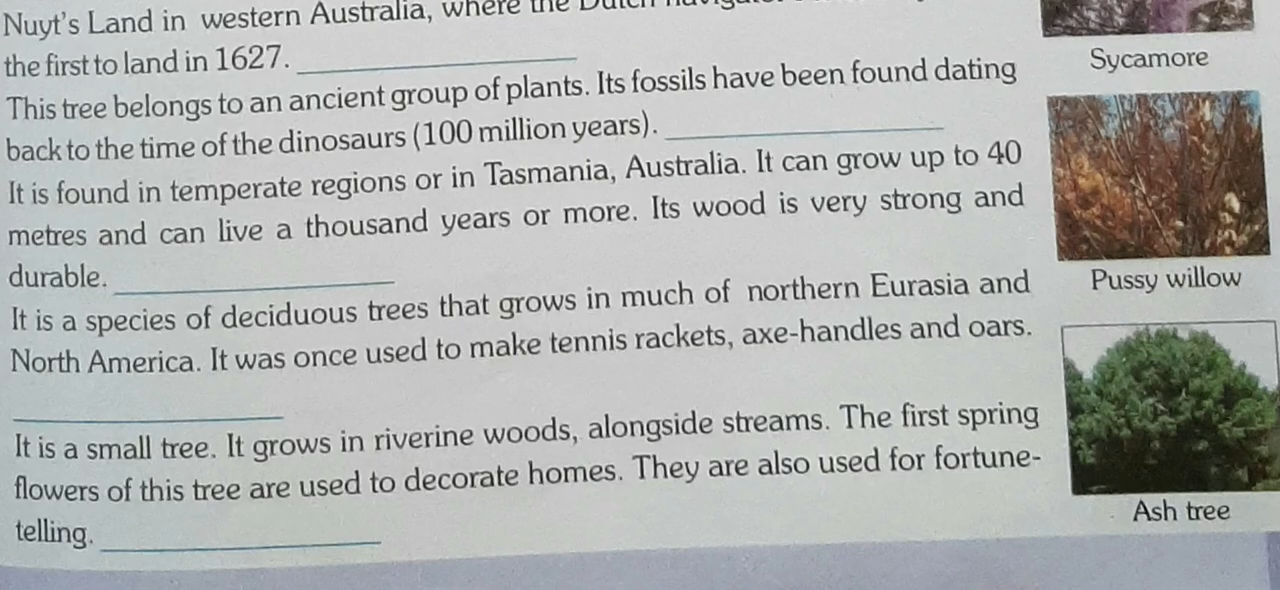 Nuyt's Land in western Australia, where the Dutch
the first to land in 1627.
This tree belongs to an ancient group of plants. Its fossils have been found dating
back to the time of the dinosaurs (100 million years).
It is found in temperate regions or in Tasmania, Australia. It can grow up to 40
metres and can live a thousand years or more. Its wood is very strong and
durable.
It is a species of deciduous trees that grows in much of northern Eurasia and
North America. It was once used to make tennis rackets, axe-handles and oars.
It is a small tree. It grows in riverine woods, alongside streams. The first spring
flowers of this tree are used to decorate homes. They are also used for fortune-
telling.
Sycamore
Pussy willow
Ash tree